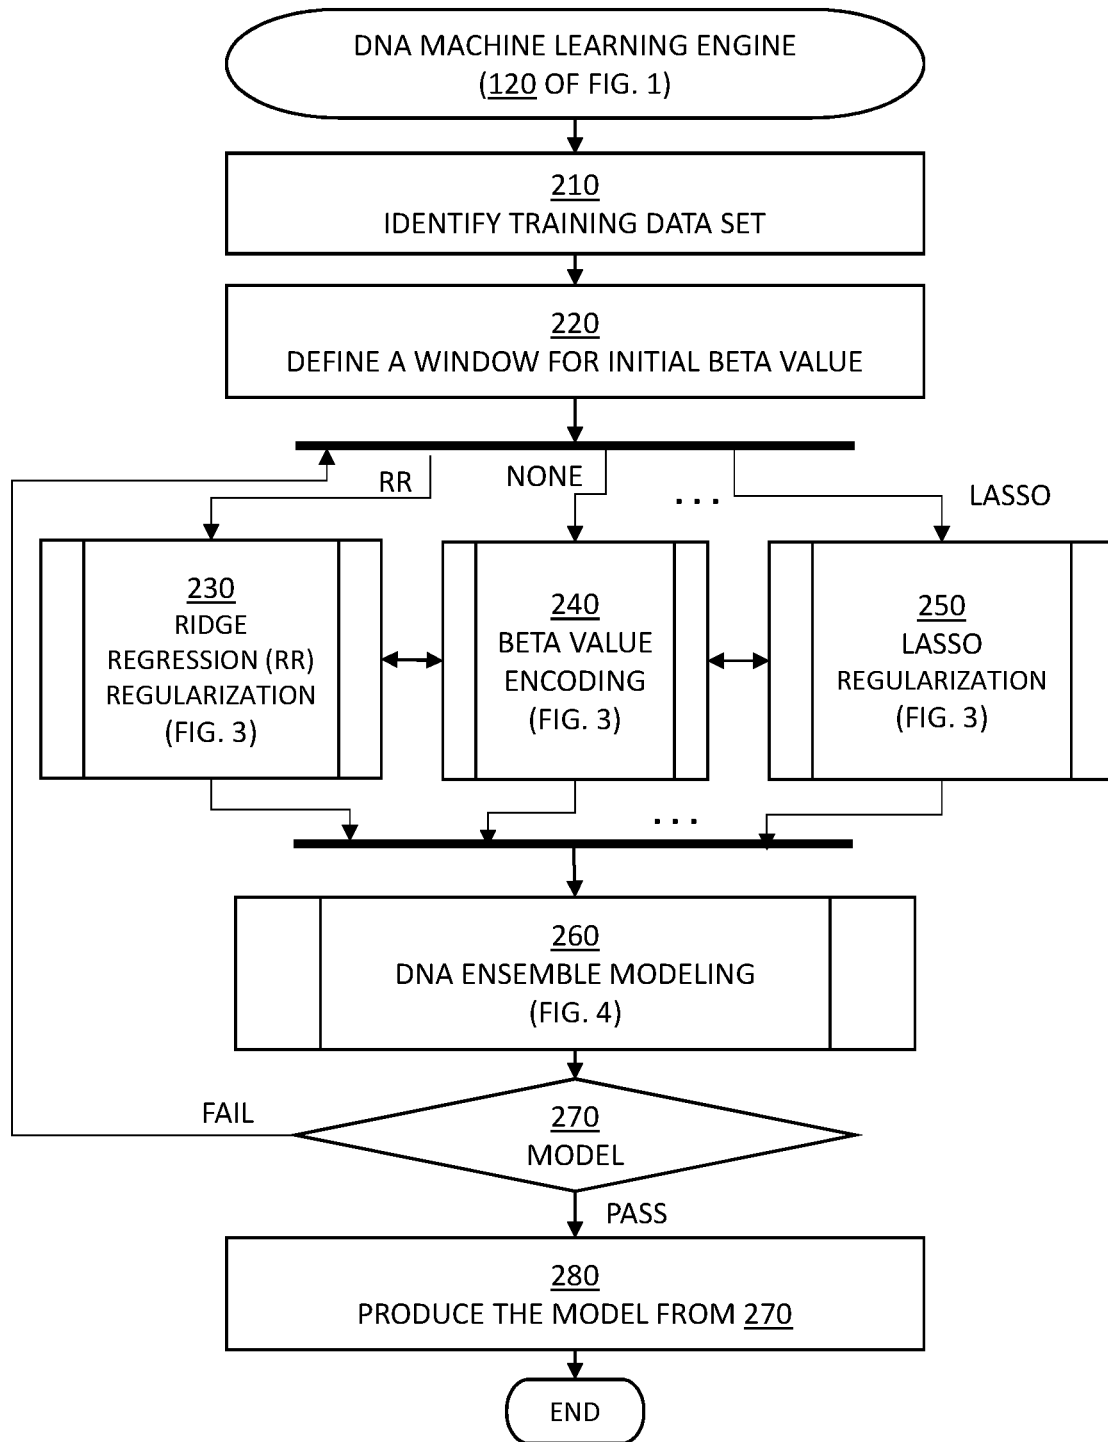 DNA MACHINE LEARNING ENGINE
(120 OF FIG. 1)
210
IDENTIFY TRAINING DATA SET
220
DEFINE A WINDOW FOR INITIAL BETA VALUE
RR
NONE
. . .
LASSO
230
RIDGE
REGRESSION (RR)
REGULARIZATION
(FIG. 3)
240
BETA VALUE
ENCODING
(FIG. 3)
250
LASSO
REGULARIZATION
(FIG. 3)
. . .
260
DNA ENSEMBLE MODELING
(FIG. 4)
FAIL
270
MODEL
PASS
280
PRODUCE THE MODEL FROM 270
END